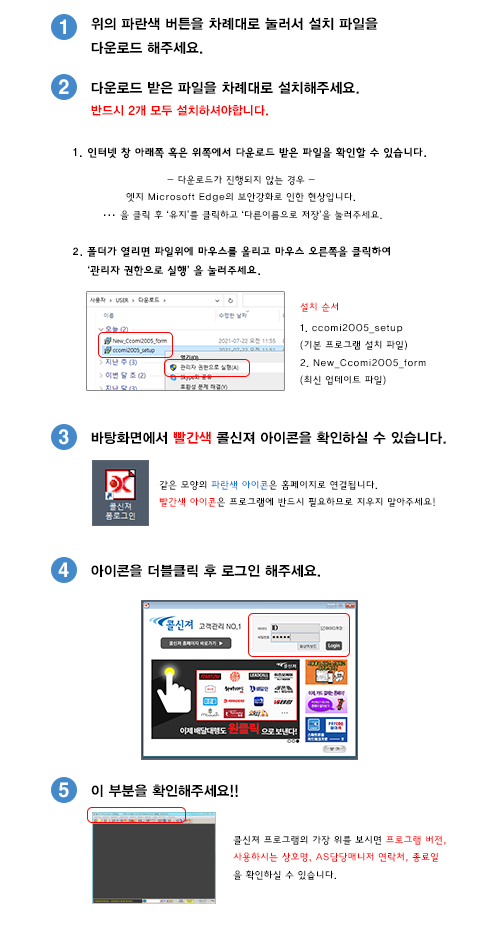 1 위의 파란색 버튼을 차례대로 눌러서 설치 파일을
다운로드 해주세요.
2 다운로드 받은 파일을 차례대로 설치해주세요.
반드시 2개 모두 설치하셔야합니다.
1. 인터넷 창 아래쪽 혹은 위쪽에서 다운로드 받은 파일을 확인할 수 있습니다.
- 다운로드가 진행되지 않는 경우 -
엣지 Microsoft Edge의 보안강화로 인한 현상입니다.
··· 을 클릭 후 '유지'를 클릭하고 '다른이름으로 저장'을 눌러주세요.
2. 폴더가 열리면 파일위에 마우스를 올리고 마우스 오른쪽을 클릭하여
'관리자 권한으로 실행' 을 눌러주세요.
사용자 › USER › 다운로드 ›
이름 수정한 날짜
오늘 (2)
New_Ccomi2005_form 2021-07-22 오전 11:55
ccomi2005_setup 2021-07-22 오전 11:51
지난 주 (3)
열기(O)
관리자 권한으로 실행(A)
이번 달 초 (2)
Skype로 공유
호환성 문제 해결(Y)
지난 달 (3)
설치 순서
1. ccomi2005_setup
(기본 프로그램 설치 파일)
2. New_Ccomi2005_form
(최신 업데이트 파일)
3 바탕화면에서 빨간색 콜신져 아이콘을 확인하실 수 있습니다.
콜신져
폼로그인
같은 모양의 파란색 아이콘은 홈페이지로 연결됩니다.
빨간색 아이콘은 프로그램에 반드시 필요하므로 지우지 말아주세요!
4 아이콘을 더블클릭 후 로그인 해주세요.
콜신져 고객관리 NO.1
콜신져 홈페이지 바로가기 ▶
ID
*****
Login
콜신져
이제 배달대행도 원클릭 으로 보낸다!
5 이 부분을 확인해주세요!!
콜신져 프로그램의 가장 위를 보시면 프로그램 버전,
사용하시는 상호명, AS담당매니저 연락처, 종료일
을 확인하실 수 있습니다.